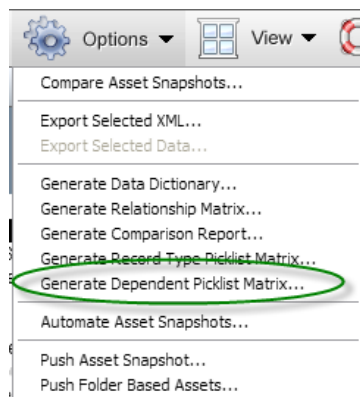 Options View
Compare Asset Snapshots...
Export Selected XML...
Export Selected Data...
Generate Data Dictionary...
Generate Relationship Matrix...
Generate Comparison Report...
Generate Record Type Picklist Matrix...
Generate Dependent Picklist Matrix...
Automate Asset Snapshots...
Push Asset Snapshot...
Push Folder Based Assets...